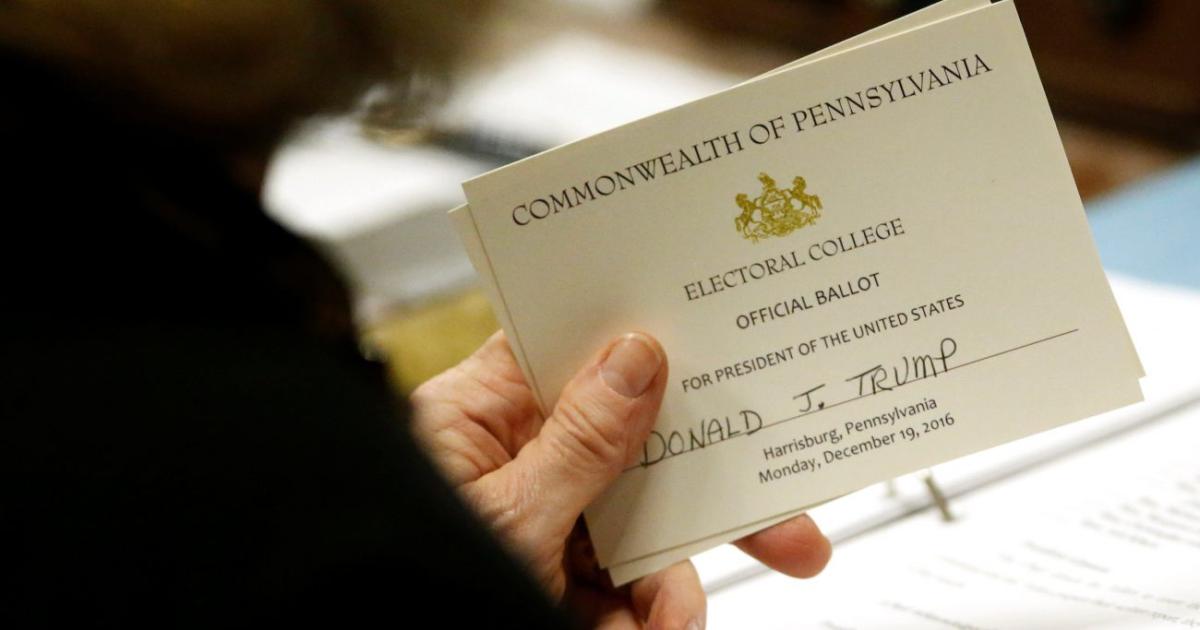 COMMONWEALTH OF PENNSYLVANIA
ELECTORAL COLLEGE
OFFICIAL BALLOT
FOR PRESIDENT OF THE UNITED STATES
DONALD J. TRUMP
Harrisburg, Pennsylvania
Monday, December 19, 2016